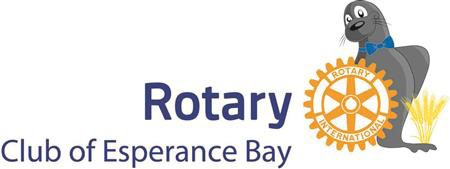 Rotary
Club of Esperance Bay
ROTARY
INTERNATIONAL